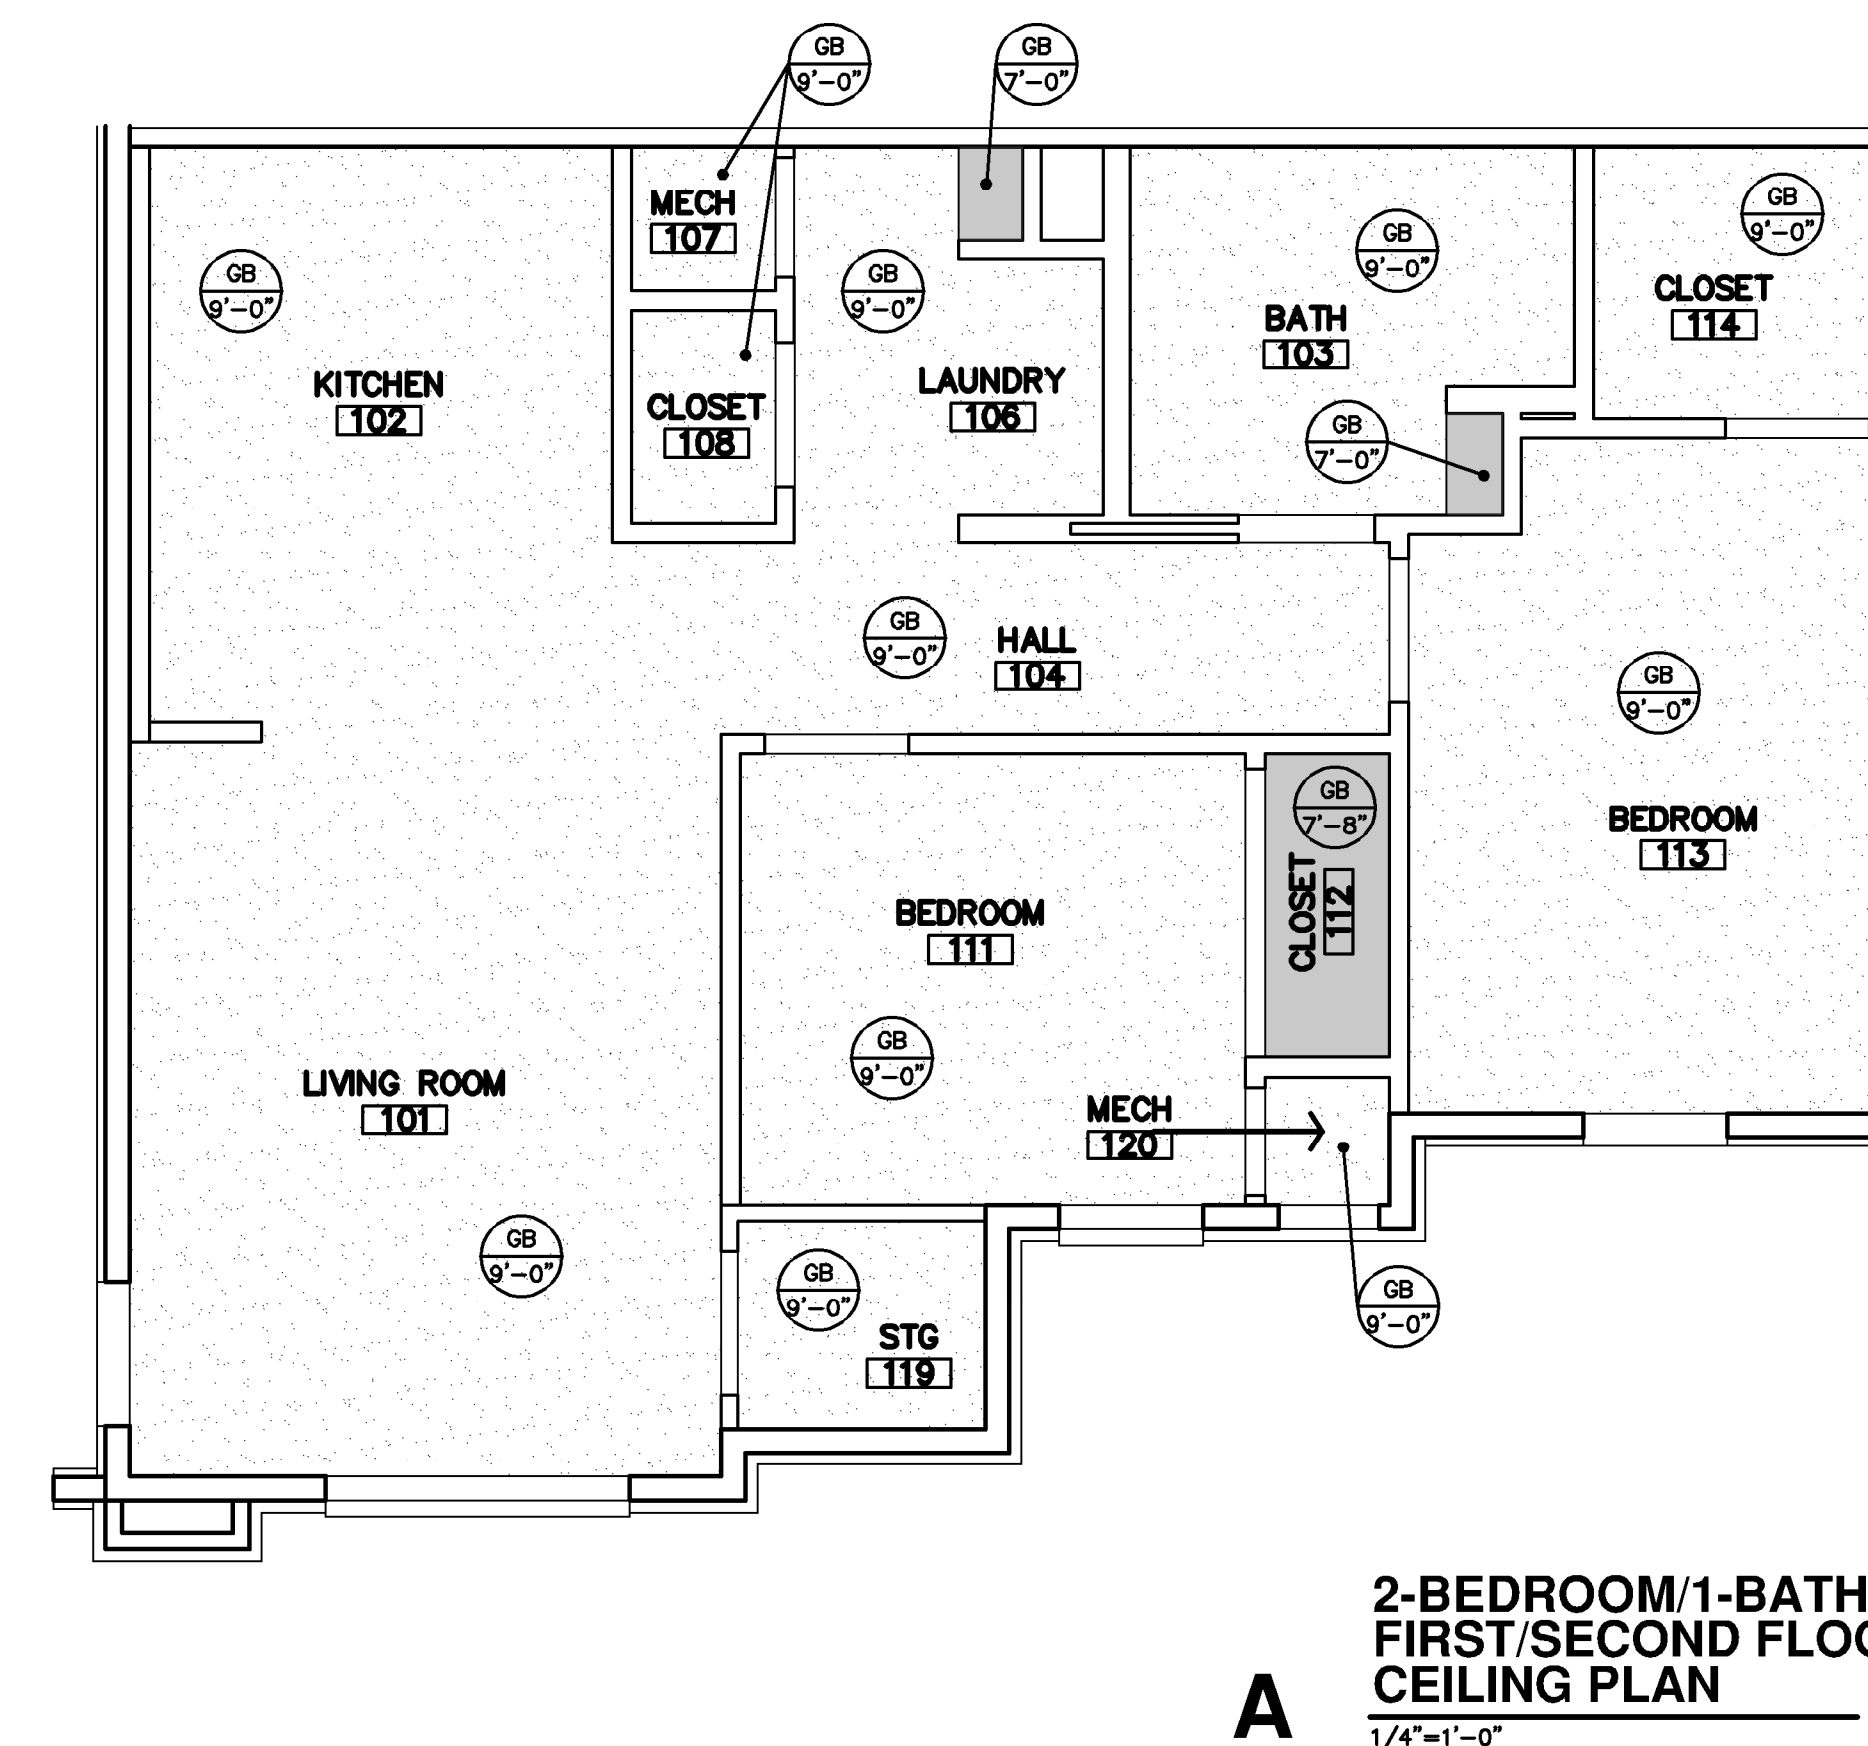 GB
9'-0"
GB
7'-0"
MECH
107
GB
9'-0"
GB
9'-0"
GB
9'-0"
GB
9'-0"
CLOSET
114
BATH
103
KITCHEN
102
LAUNDRY
106
CLOSET
108
GB
7'-0"
GB
9'-0"
HALL
104
GB
9'-0"
GB
7'-8"
BEDROOM
113
CLOSET
112
BEDROOM
111
GB
9'-0"
LIVING ROOM
101
MECH
120
GB
9'-0"
GB
9'-0"
GB
9'-0"
STG
119
2-BEDROOM/1-BATH
FIRST/SECOND FLOO
CEILING PLAN
A
1/4"=1'-0"